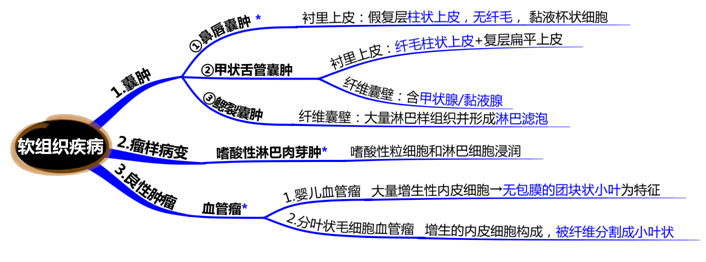 软组织疾病
1.囊肿
①鼻唇囊肿*
衬里上皮：假复层柱状上皮，无纤毛，黏液杯状细胞
②甲状舌管囊肿
衬里上皮：纤毛柱状上皮+复层扁平上皮
纤维囊壁：含甲状腺/黏液腺
③鳃裂囊肿
纤维囊壁：大量淋巴样组织并形成淋巴滤泡
2.瘤样病变
嗜酸性淋巴肉芽肿*
嗜酸性粒细胞和淋巴细胞浸润
3.良性肿瘤
血管瘤*
1.婴儿血管瘤 大量增生性内皮细胞→无包膜的团块状小叶为特征
2.分叶状毛细胞血管瘤 增生的内皮细胞构成，被纤维分割成小叶状